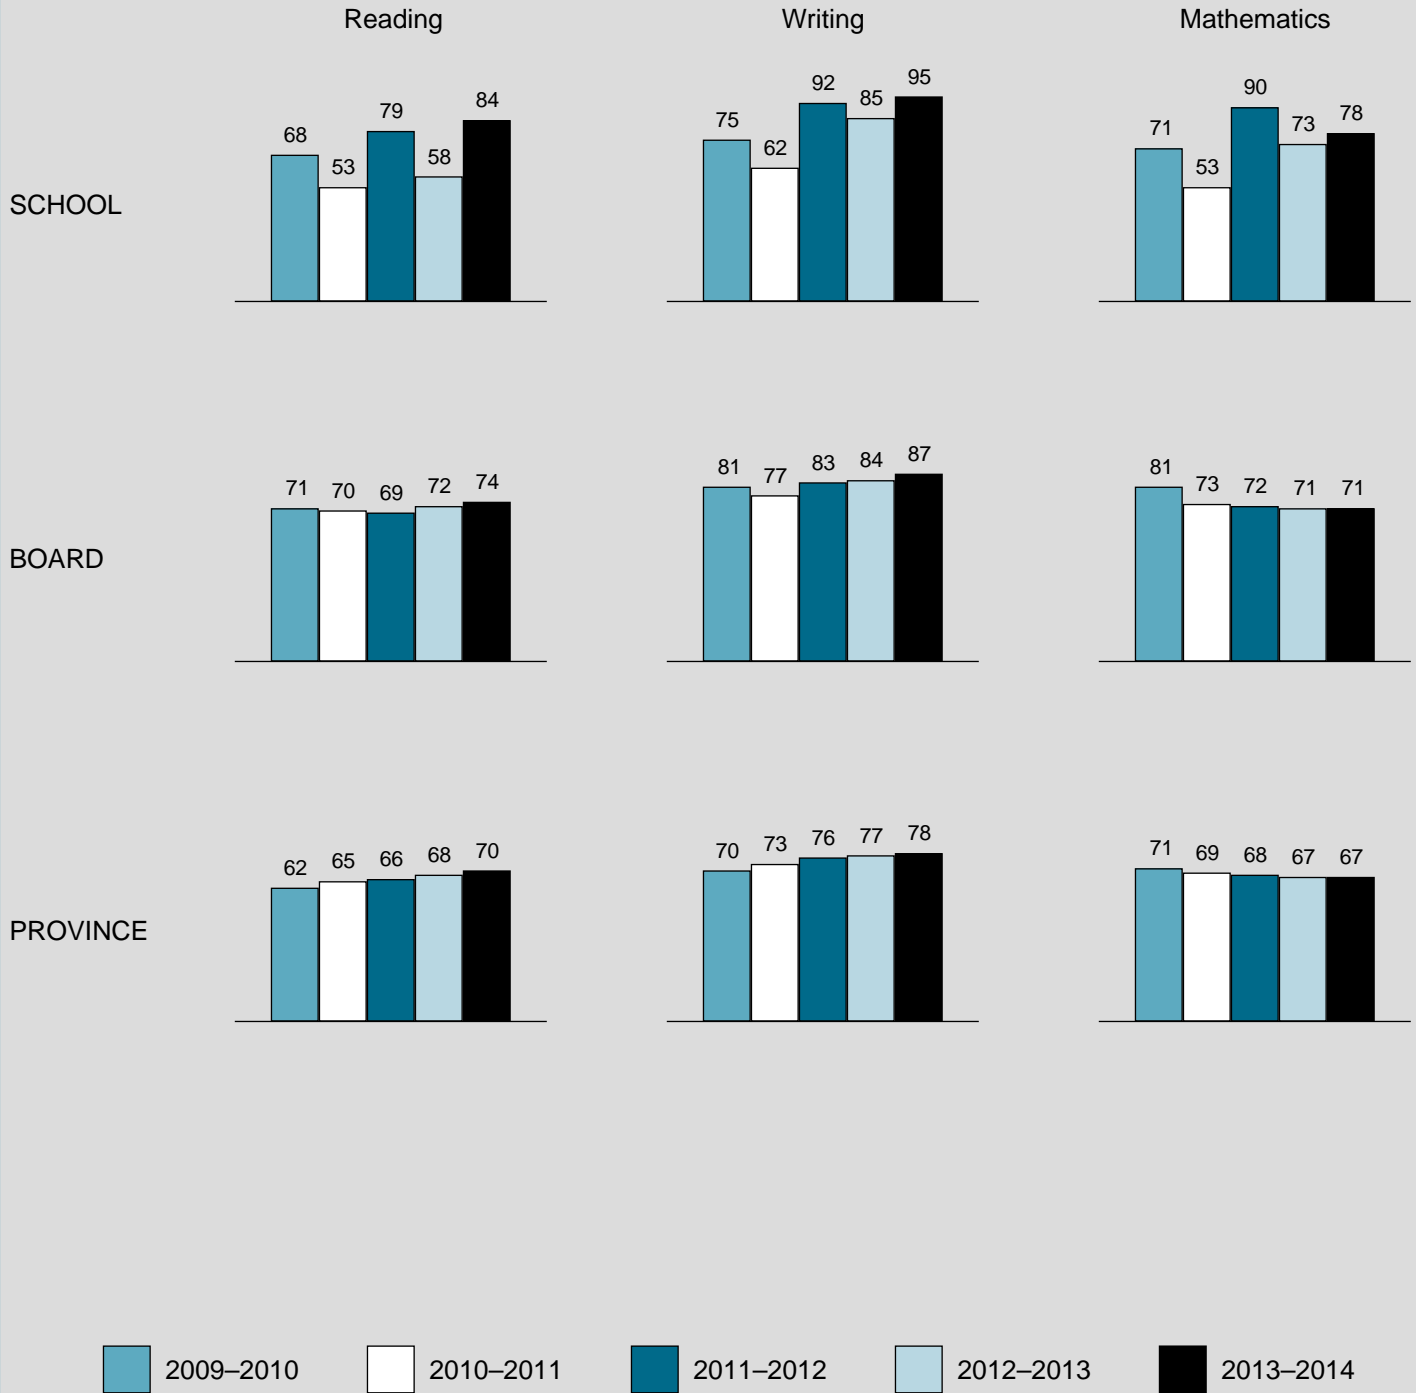 Reading Writing Mathematics
SCHOOL
68 53 79 58 84
75 62 92 85 95
71 53 90 73 78
BOARD
71 70 69 72 74
81 77 83 84 87
81 73 72 71 71
PROVINCE
62 65 66 68 70
70 73 76 77 78
71 69 68 67 67
2009–2010 2010–2011 2011–2012 2012–2013 2013–2014